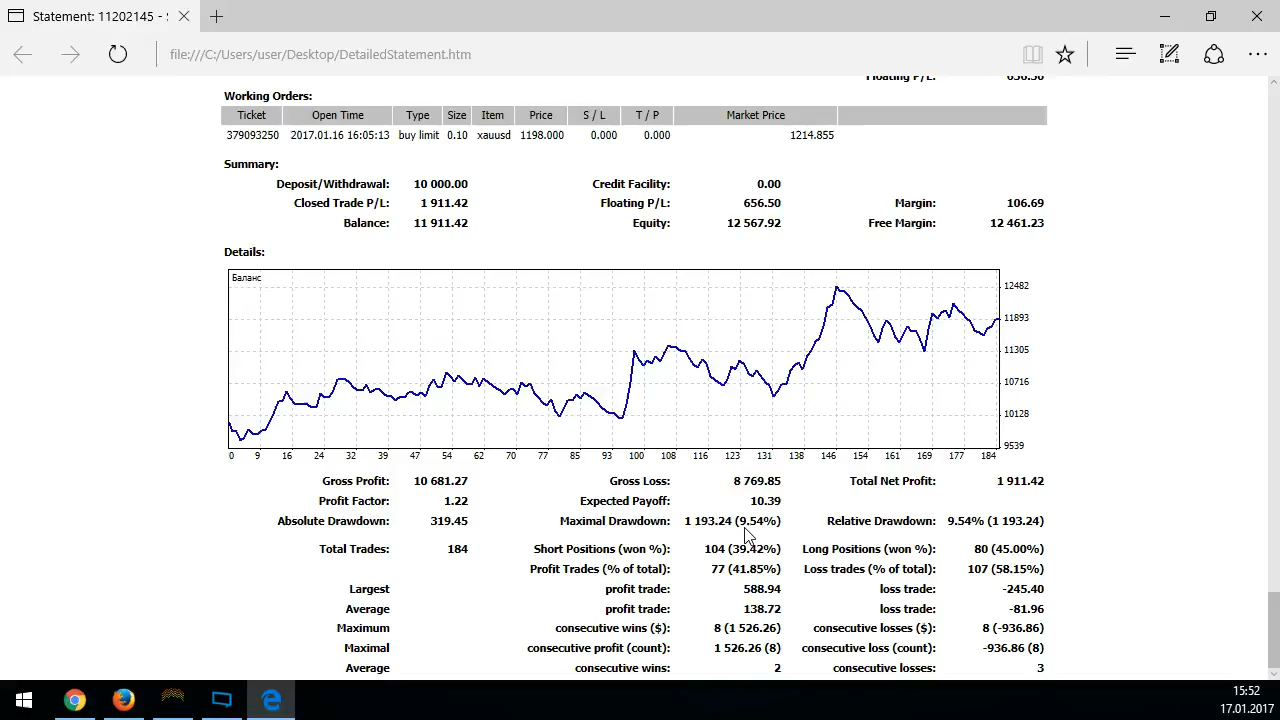 Statement: 11202145 -
file:///C:/Users/user/Desktop/DetailedStatement.htm
Floating P/L: 656.50
Working Orders:
Ticket Open Time Type Size Item Price S / L T / P Market Price
379093250 2017.01.16 16:05:13 buy limit 0.10 xauusd 1198.000 0.000 0.000 1214.855
Summary:
Deposit/Withdrawal: 10 000.00 Credit Facility: 0.00
Closed Trade P/L: 1 911.42 Floating P/L: 656.50 Margin: 106.69
Balance: 11 911.42 Equity: 12 567.92 Free Margin: 12 461.23
Details:
Баланс
12482
11893
11305
10716
10128
9539
0 9 16 24 32 39 47 54 62 70 77 85 93 100 108 116 123 131 138 146 154 161 169 177 184
Gross Profit: 10 681.27 Gross Loss: 8 769.85 Total Net Profit: 1 911.42
Profit Factor: 1.22 Expected Payoff: 10.39
Absolute Drawdown: 319.45 Maximal Drawdown: 1 193.24 (9.54%) Relative Drawdown: 9.54% (1 193.24)
Total Trades: 184 Short Positions (won %): 104 (39.42%) Long Positions (won %): 80 (45.00%)
Profit Trades (% of total): 77 (41.85%) Loss trades (% of total): 107 (58.15%)
Largest profit trade: 588.94 loss trade: -245.40
Average profit trade: 138.72 loss trade: -81.96
Maximum consecutive wins ($): 8 (1 526.26) consecutive losses ($): 8 (-936.86)
Maximal consecutive profit (count): 1 526.26 (8) consecutive loss (count): -936.86 (8)
Average consecutive wins: 2 consecutive losses: 3
15:52
17.01.2017